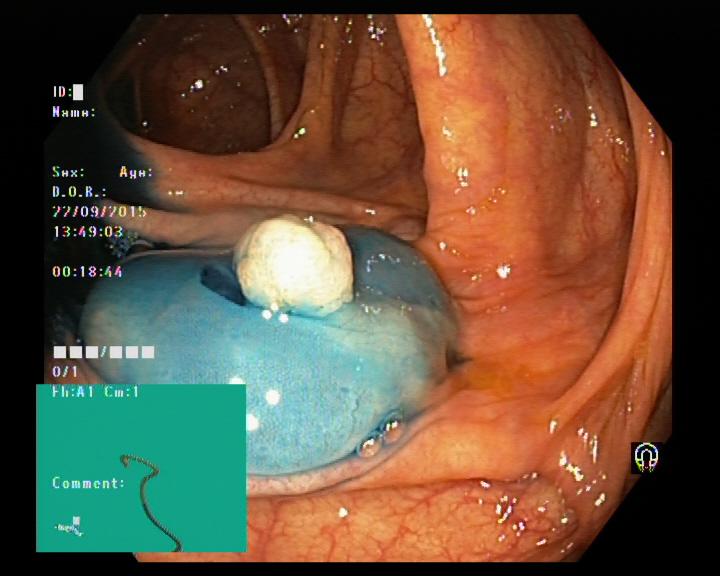 ID:
Name:
Sex: Age:
D.O.B.:
22/09/2015
13:49:03
00:18:44
0/1
Eh:A1 Cm:1
Comment: